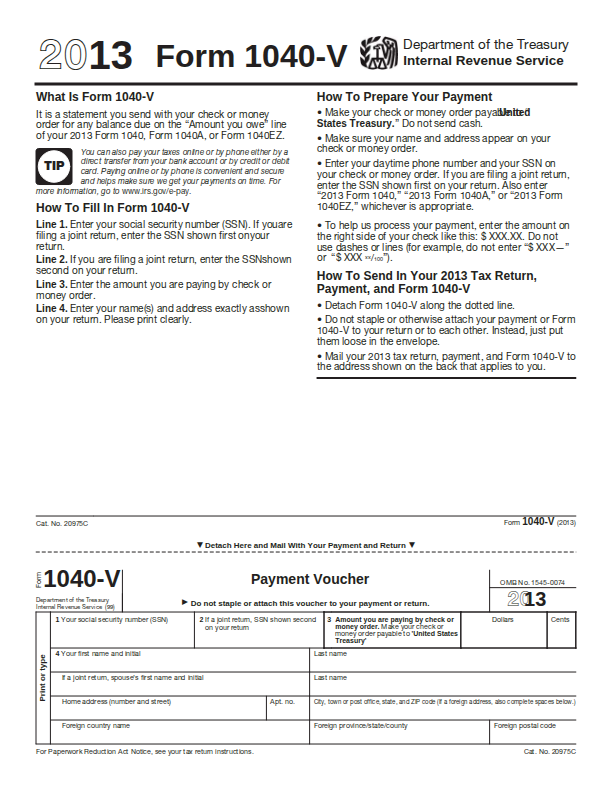 2013 Form 1040-V
Department of the Treasury
Internal Revenue Service
What Is Form 1040-V
It is a statement you send with your check or money
order for any balance due on the “Amount you owe” line
of your 2013 Form 1040, Form 1040A, or Form 1040EZ.
TIP
You can also pay your taxes online or by phone either by a
direct transfer from your bank account or by credit or debit
card. Paying online or by phone is convenient and secure
and helps make sure we get your payments on time. For
more information, go to www.irs.gov/e-pay.
How To Fill In Form 1040-V
Line 1. Enter your social security number (SSN). If youare
filing a joint return, enter the SSN shown first onyour
return.
Line 2. If you are filing a joint return, enter the SSNshown
second on your return.
Line 3. Enter the amount you are paying by check or
money order.
Line 4. Enter your name(s) and address exactly asshown
on your return. Please print clearly.
How To Prepare Your Payment
• Make your check or money order payable to “United
States Treasury.” Do not send cash.
• Make sure your name and address appear on your
check or money order.
• Enter your daytime phone number and your SSN on
your check or money order. If you are filing a joint return,
enter the SSN shown first on your return. Also enter
“2013 Form 1040,” “2013 Form 1040A,” or “2013 Form
1040EZ,” whichever is appropriate.
• To help us process your payment, enter the amount on
the right side of your check like this: $ XXX.XX. Do not
use dashes or lines (for example, do not enter “$ XXX—”
or “$ XXX xx/100”).
How To Send In Your 2013 Tax Return,
Payment, and Form 1040-V
• Detach Form 1040-V along the dotted line.
• Do not staple or otherwise attach your payment or Form
1040-V to your return or to each other. Instead, just put
them loose in the envelope.
• Mail your 2013 tax return, payment, and Form 1040-V to
the address shown on the back that applies to you.
Cat. No. 20975C
Form 1040-V (2013)
▼ Detach Here and Mail With Your Payment and Return ▼
Form 1040-V
Department of the Treasury
Internal Revenue Service (99)
Payment Voucher
► Do not staple or attach this voucher to your payment or return.
OMB No. 1545-0074
2013
Print or type
1 Your social security number (SSN)
2 If a joint return, SSN shown second
on your return
3 Amount you are paying by check or
money order. Make your check or
money order payable to 'United States
Treasury'
Dollars
Cents
4 Your first name and initial
Last name
If a joint return, spouse's first name and initial
Last name
Home address (number and street)
Apt. no.
City, town or post office, state, and ZIP code (If a foreign address, also complete spaces below.)
Foreign country name
Foreign province/state/county
Foreign postal code
For Paperwork Reduction Act Notice, see your tax return instructions.
Cat. No. 20975C